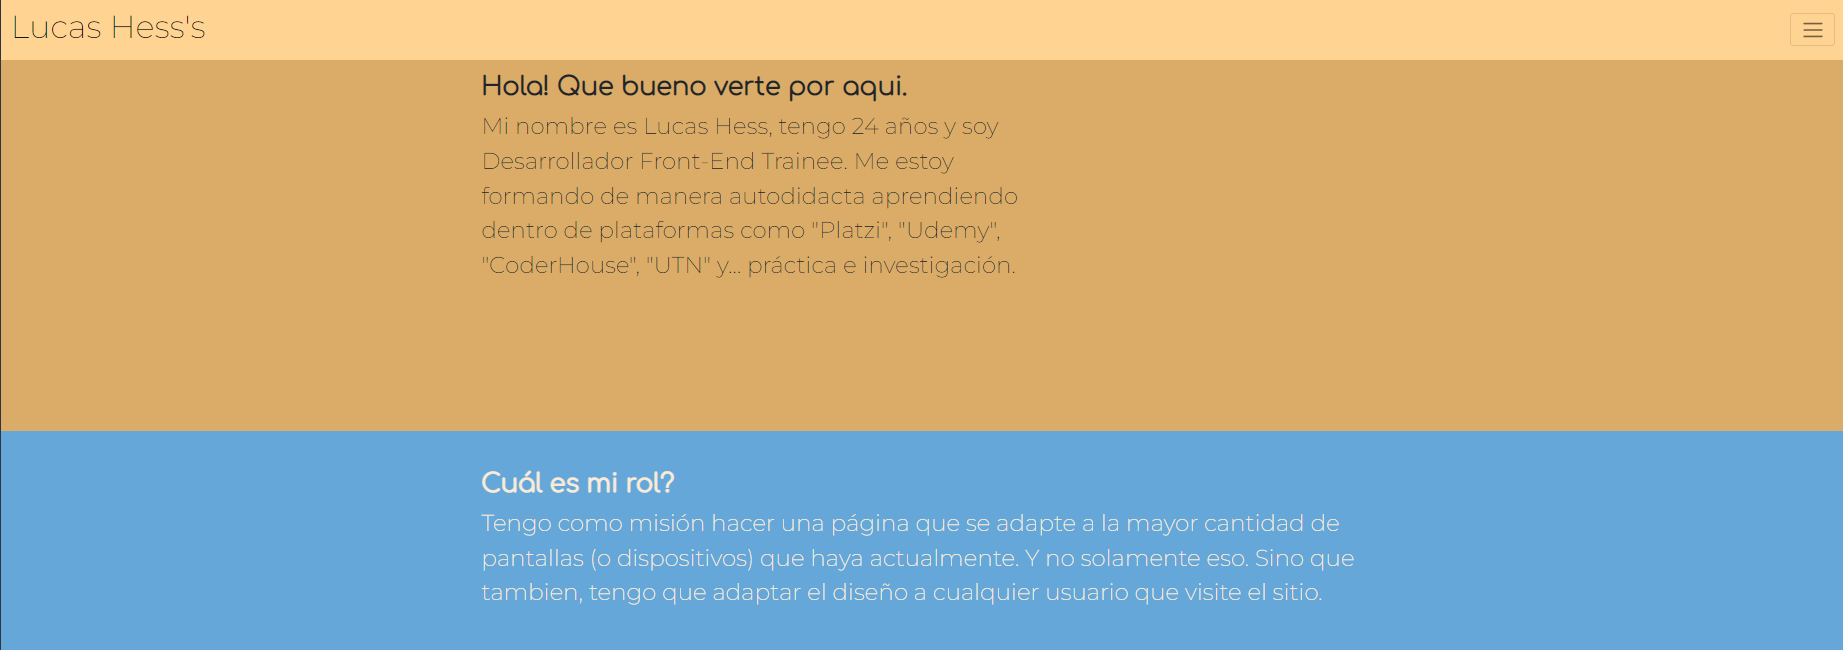 Lucas Hess's
Hola! Que bueno verte por aqui.
Mi nombre es Lucas Hess, tengo 24 años y soy
Desarrollador Front-End Trainee. Me estoy
formando de manera autodidacta aprendiendo
dentro de plataformas como "Platzi", "Udemy",
"CoderHouse", "UTN" y... práctica e investigación.
Cuál es mi rol?
Tengo como misión hacer una página que se adapte a la mayor cantidad de
pantallas (o dispositivos) que haya actualmente. Y no solamente eso. Sino que
tambien, tengo que adaptar el diseño a cualquier usuario que visite el sitio.